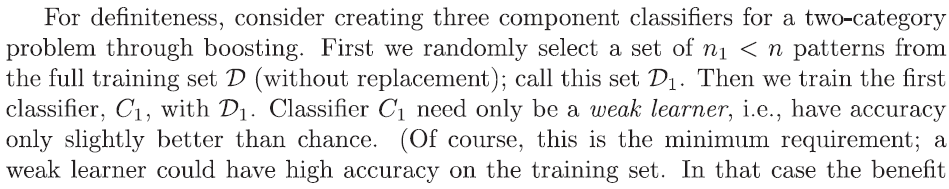 For definiteness, consider creating three component classifiers for a two-category
problem through boosting. First we randomly select a set of n₁ < n patterns from
the full training set 𝒟 (without replacement); call this set 𝒟₁. Then we train the first
classifier, C₁, with 𝒟₁. Classifier C₁ need only be a weak learner, i.e., have accuracy
only slightly better than chance. (Of course, this is the minimum requirement; a
weak learner could have high accuracy on the training set. In that case the benefit